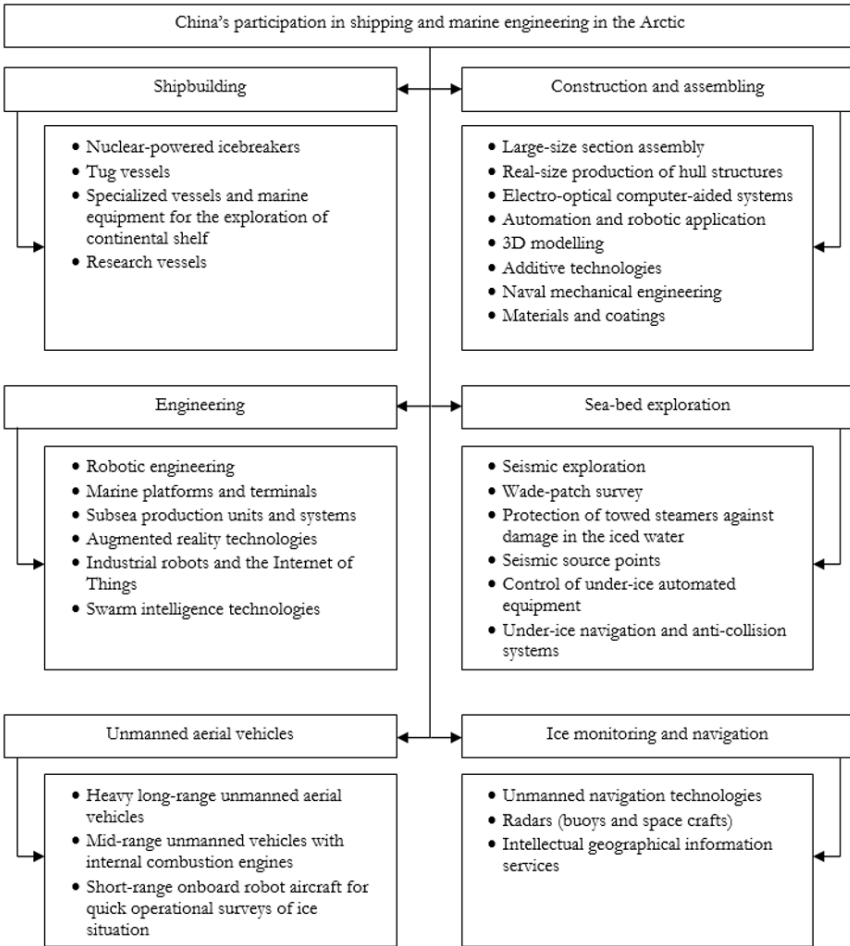 China's participation in shipping and marine engineering in the Arctic
Shipbuilding
• Nuclear-powered icebreakers
• Tug vessels
• Specialized vessels and marine
equipment for the exploration of
continental shelf
• Research vessels
Construction and assembling
• Large-size section assembly
• Real-size production of hull structures
• Electro-optical computer-aided systems
• Automation and robotic application
• 3D modelling
• Additive technologies
• Naval mechanical engineering
• Materials and coatings
Engineering
• Robotic engineering
• Marine platforms and terminals
• Subsea production units and systems
• Augmented reality technologies
• Industrial robots and the Internet of
Things
• Swarm intelligence technologies
Sea-bed exploration
• Seismic exploration
• Wade-patch survey
• Protection of towed steamers against
damage in the iced water
• Seismic source points
• Control of under-ice automated
equipment
• Under-ice navigation and anti-collision
systems
Unmanned aerial vehicles
• Heavy long-range unmanned aerial
vehicles
• Mid-range unmanned vehicles with
internal combustion engines
• Short-range onboard robot aircraft for
quick operational surveys of ice
situation
Ice monitoring and navigation
• Unmanned navigation technologies
• Radars (buoys and space crafts)
• Intellectual geographical information
services